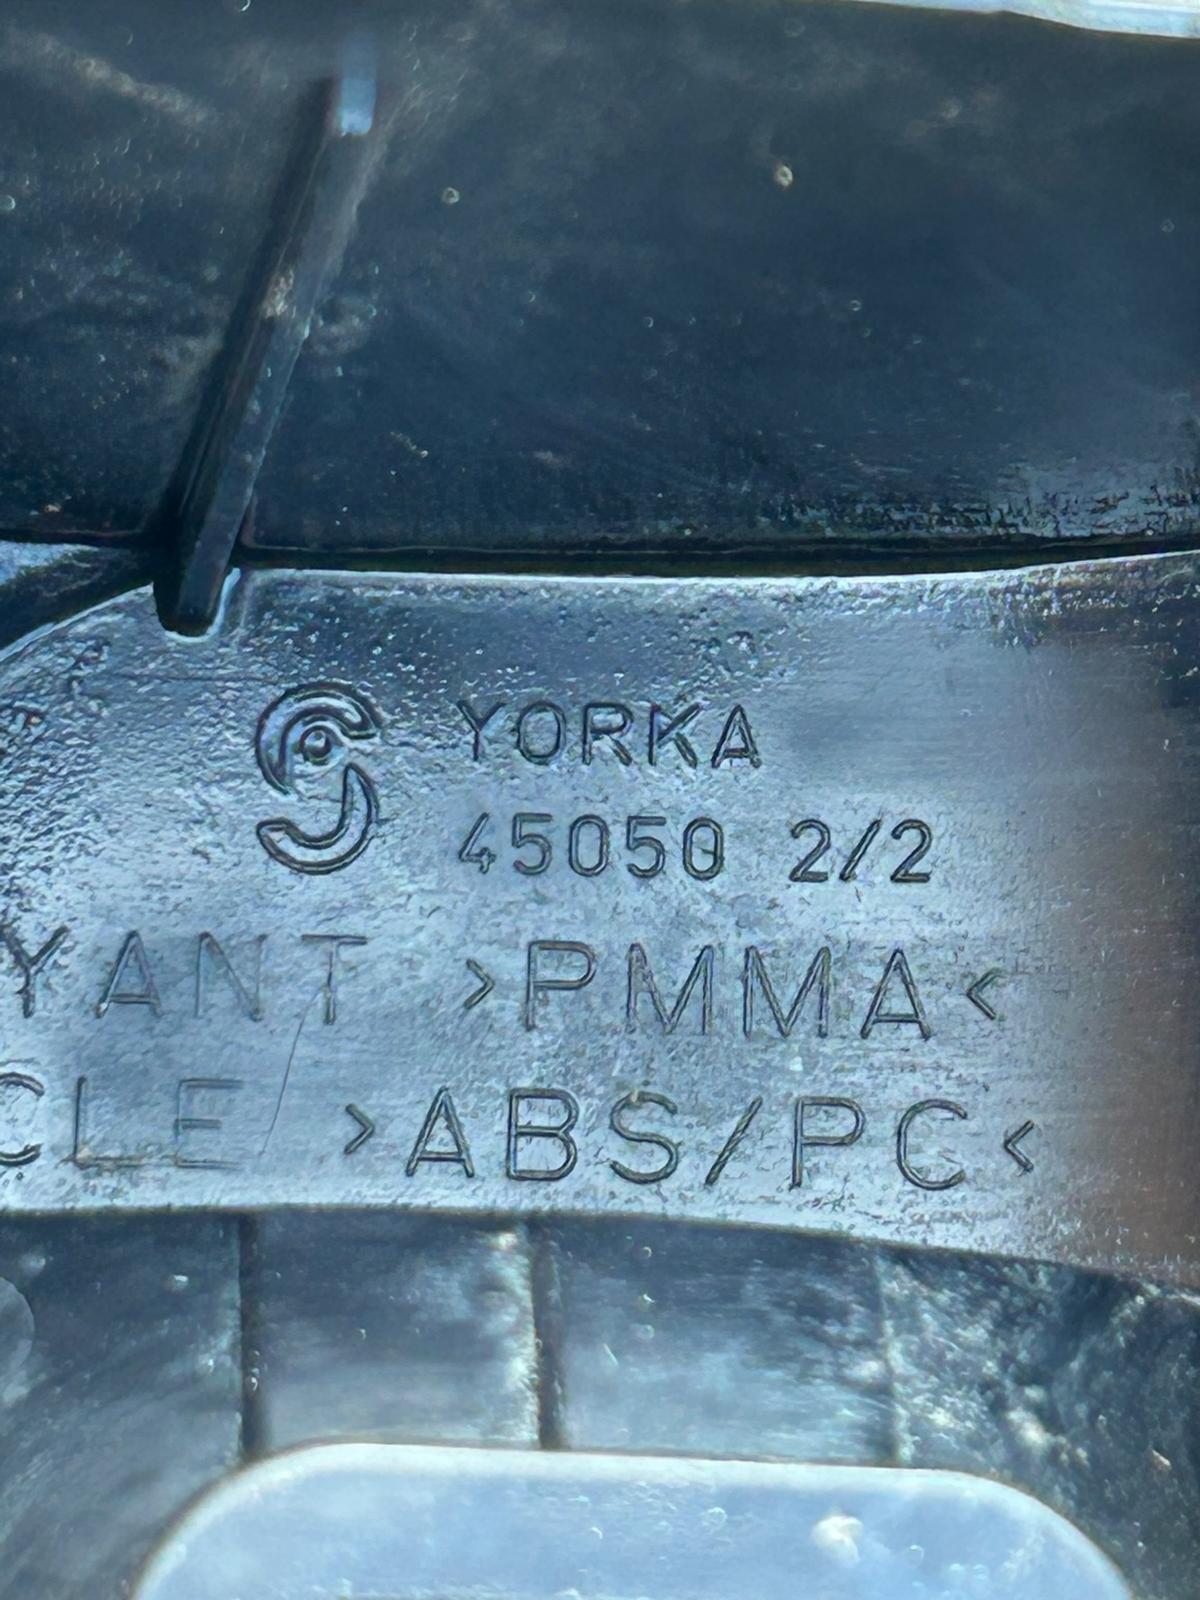 YORKA
45050 2/2
YANT >PMMA<
CLE >ABS/PC<